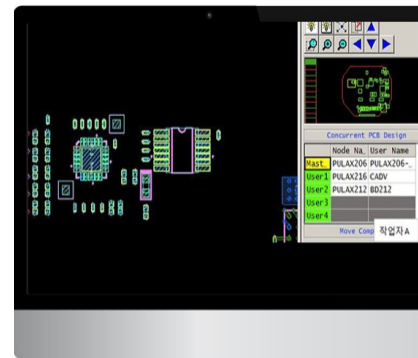 Concurrent PCB Design
Node Na. User Name
Mast. PULAX206 PULAX206-.
User1 PULAX216 CADV
User2 PULAX212 BD212
User3
User4
Move Comp
작업자A